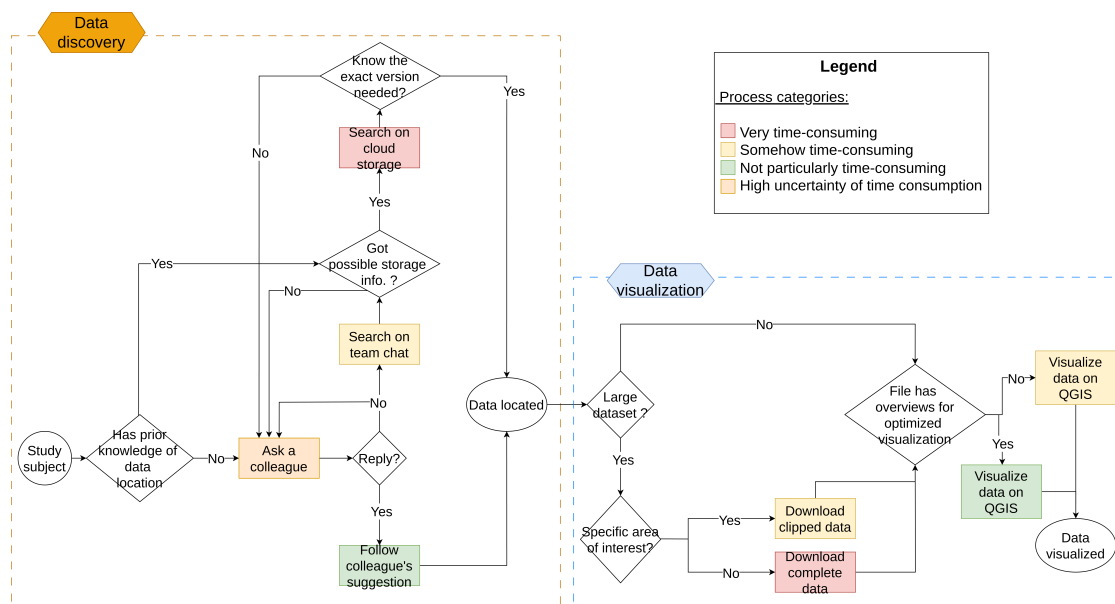 Data
discovery
Know the
exact version
needed?
Yes
No
Search on
cloud
storage
Yes
Got
possible storage
info. ?
Yes
No
Search on
team chat
No
Data located
Study
subject
Has prior
knowledge of
data
location
No
Ask a
colleague
Reply?
Yes
Follow
colleague's
suggestion
Legend
Process categories:
Very time-consuming
Somehow time-consuming
Not particularly time-consuming
High uncertainty of time consumption
Data
visualization
No
Large
dataset ?
Yes
Specific area
of interest?
Yes
No
Download
clipped data
Download
complete
data
File has
overviews for
optimized
visualization
No
Yes
Visualize
data on
QGIS
Visualize
data on
QGIS
Data
visualized